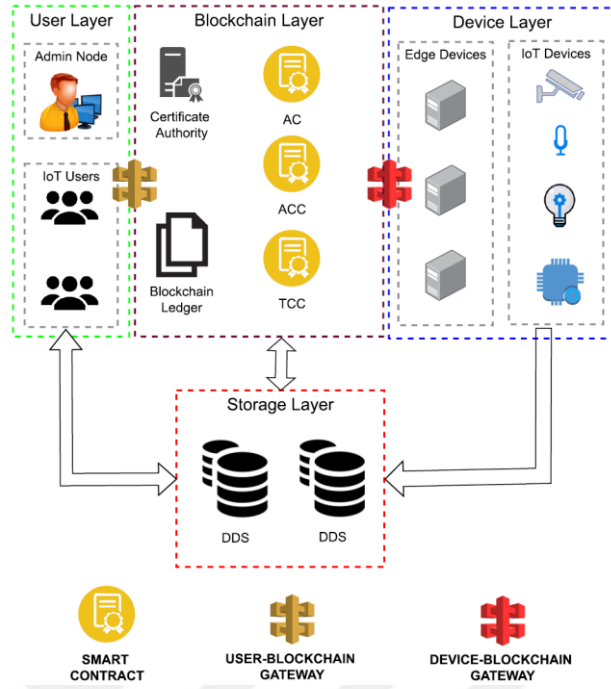 User Layer
Blockchain Layer
Device Layer
Admin Node
Edge Devices
IoT Devices
Certificate
Authority
AC
IoT Users
ACC
Blockchain
Ledger
TCC
Storage Layer
DDS
DDS
SMART
CONTRACT
USER-BLOCKCHAIN
GATEWAY
DEVICE-BLOCKCHAIN
GATEWAY